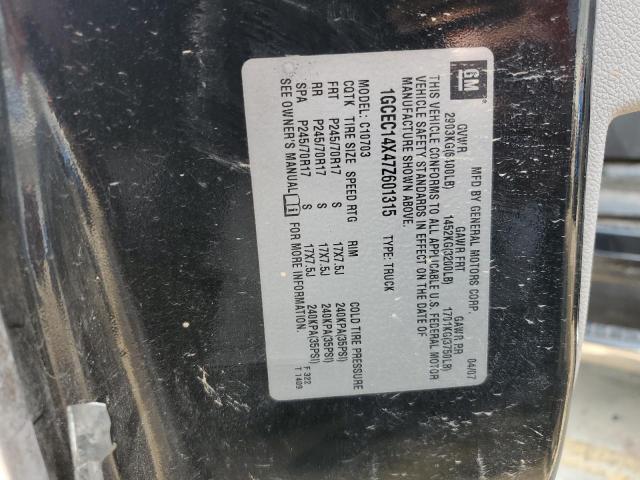 GM
MFD BY GENERAL MOTORS CORP. 04/07
GVWR GAWR FRT GAWR RR
2903KG(6400LB) 1452KG(3200LB) 1701KG(3750LB)
THIS VEHICLE CONFORMS TO ALL APPLICABLE U.S. FEDERAL MOTOR
VEHICLE SAFETY STANDARDS IN EFFECT ON THE DATE OF
MANUFACTURE SHOWN ABOVE.
1GCEC14X47Z601315 TYPE: TRUCK
MODEL: C10703
CQTK TIRE SIZE SPEED RTG RIM COLD TIRE PRESSURE
FRT P245/70R17 S 17X7.5J 240KPA(35PSI)
RR P245/70R17 S 17X7.5J 240KPA(35PSI)
SPA P245/70R17 S 17X7.5J 240KPA(35PSI)
SEE OWNER'S MANUAL FOR MORE INFORMATION.
F 322
T 1409